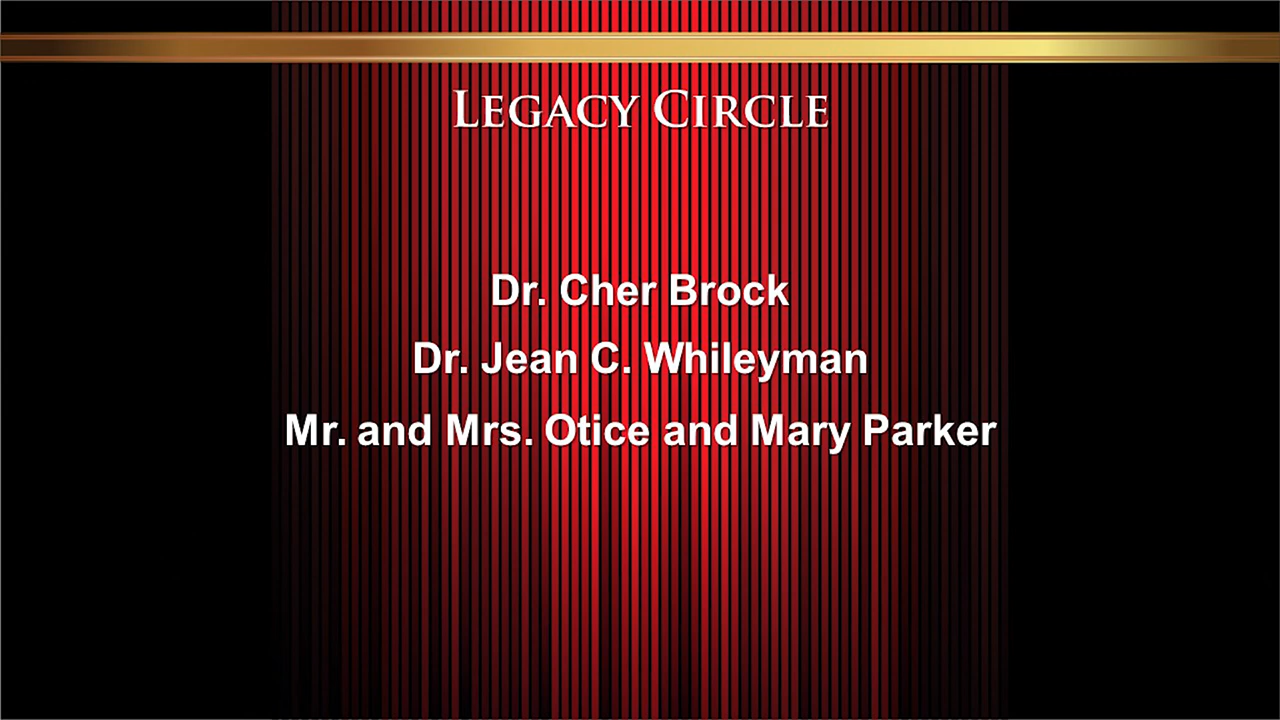 Legacy Circle
Dr. Cher Brock
Dr. Jean C. Whileyman
Mr. and Mrs. Otice and Mary Parker